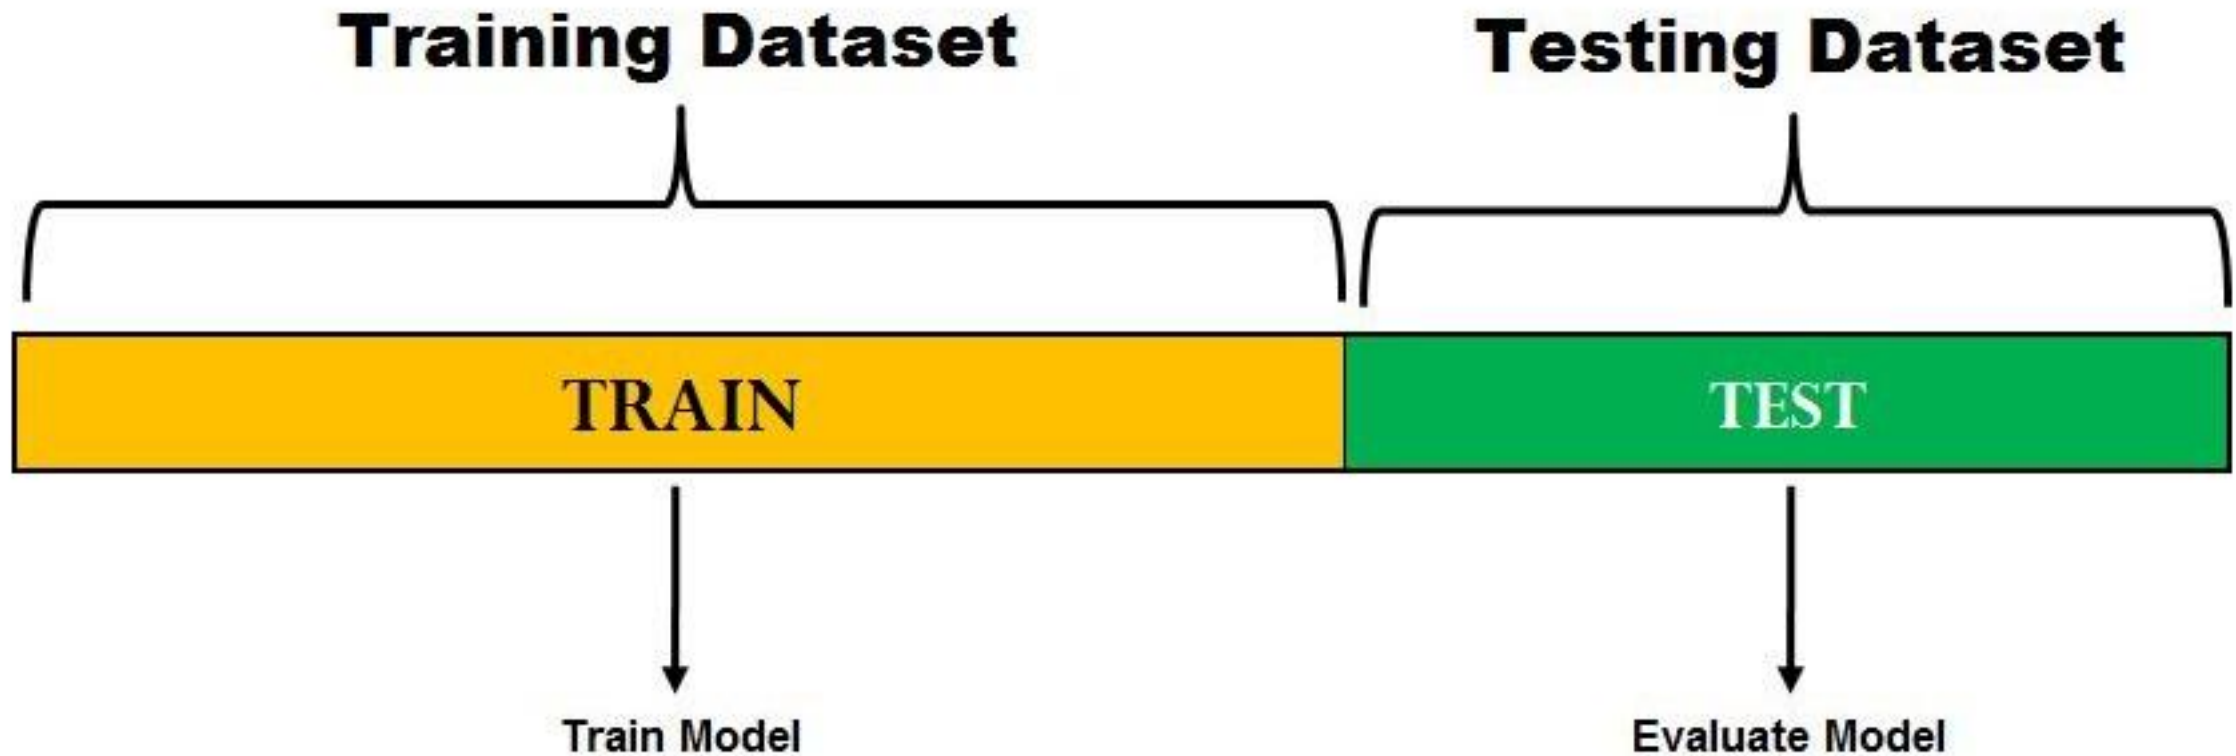 Training Dataset
Testing Dataset
TRAIN
TEST
Train Model
Evaluate Model